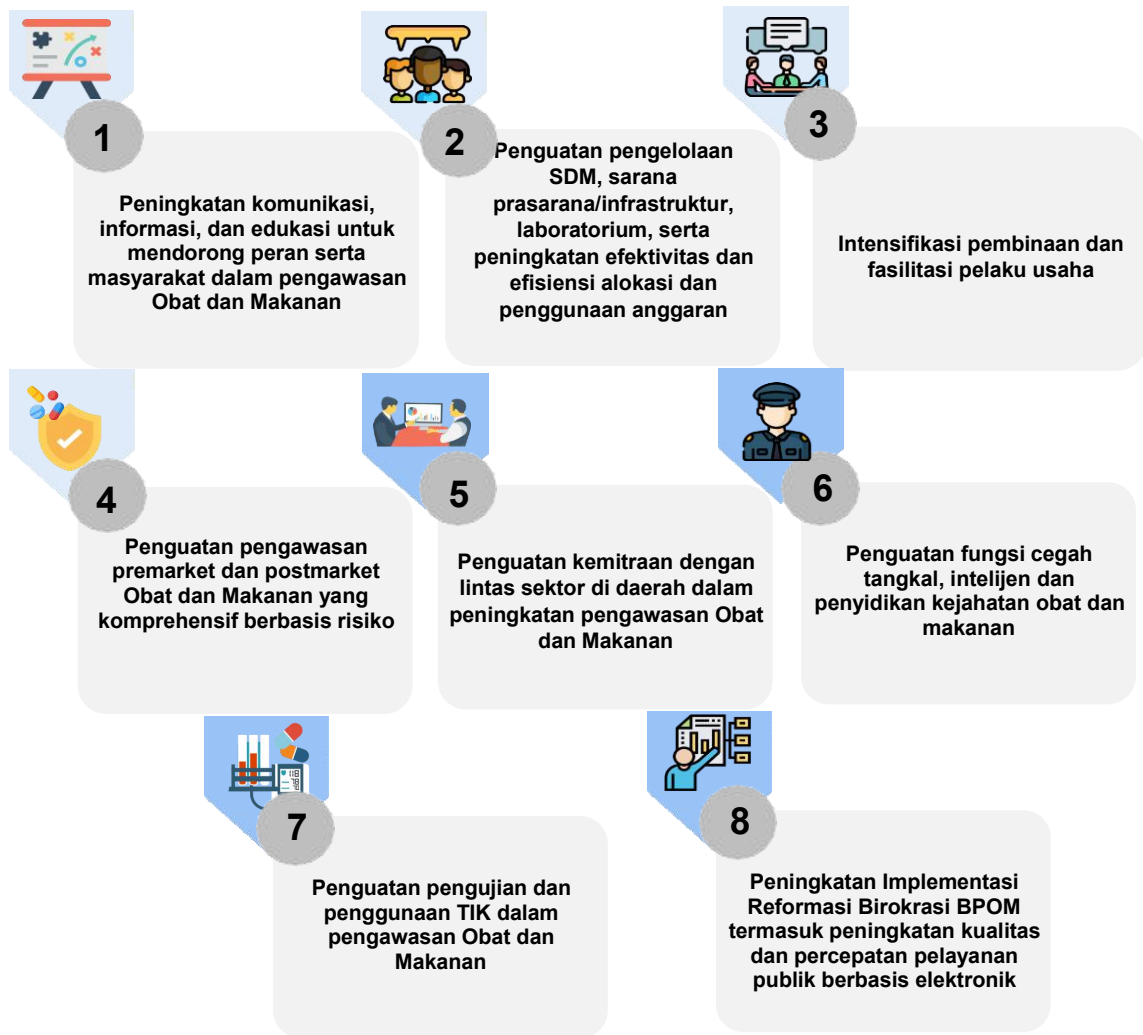 1
Peningkatan komunikasi,
informasi, dan edukasi untuk
mendorong peran serta
masyarakat dalam pengawasan
Obat dan Makanan
2
Penguatan pengelolaan
SDM, sarana
prasarana/infrastruktur,
laboratorium, serta
peningkatan efektivitas dan
efisiensi alokasi dan
penggunaan anggaran
3
Intensifikasi pembinaan dan
fasilitasi pelaku usaha
4
Penguatan pengawasan
premarket dan postmarket
Obat dan Makanan yang
komprehensif berbasis risiko
5
Penguatan kemitraan dengan
lintas sektor di daerah dalam
peningkatan pengawasan Obat
dan Makanan
6
Penguatan fungsi cegah
tangkal, intelijen dan
penyidikan kejahatan obat dan
makanan
7
Penguatan pengujian dan
penggunaan TIK dalam
pengawasan Obat dan
Makanan
8
Peningkatan Implementasi
Reformasi Birokrasi BPOM
termasuk peningkatan kualitas
dan percepatan pelayanan
publik berbasis elektronik